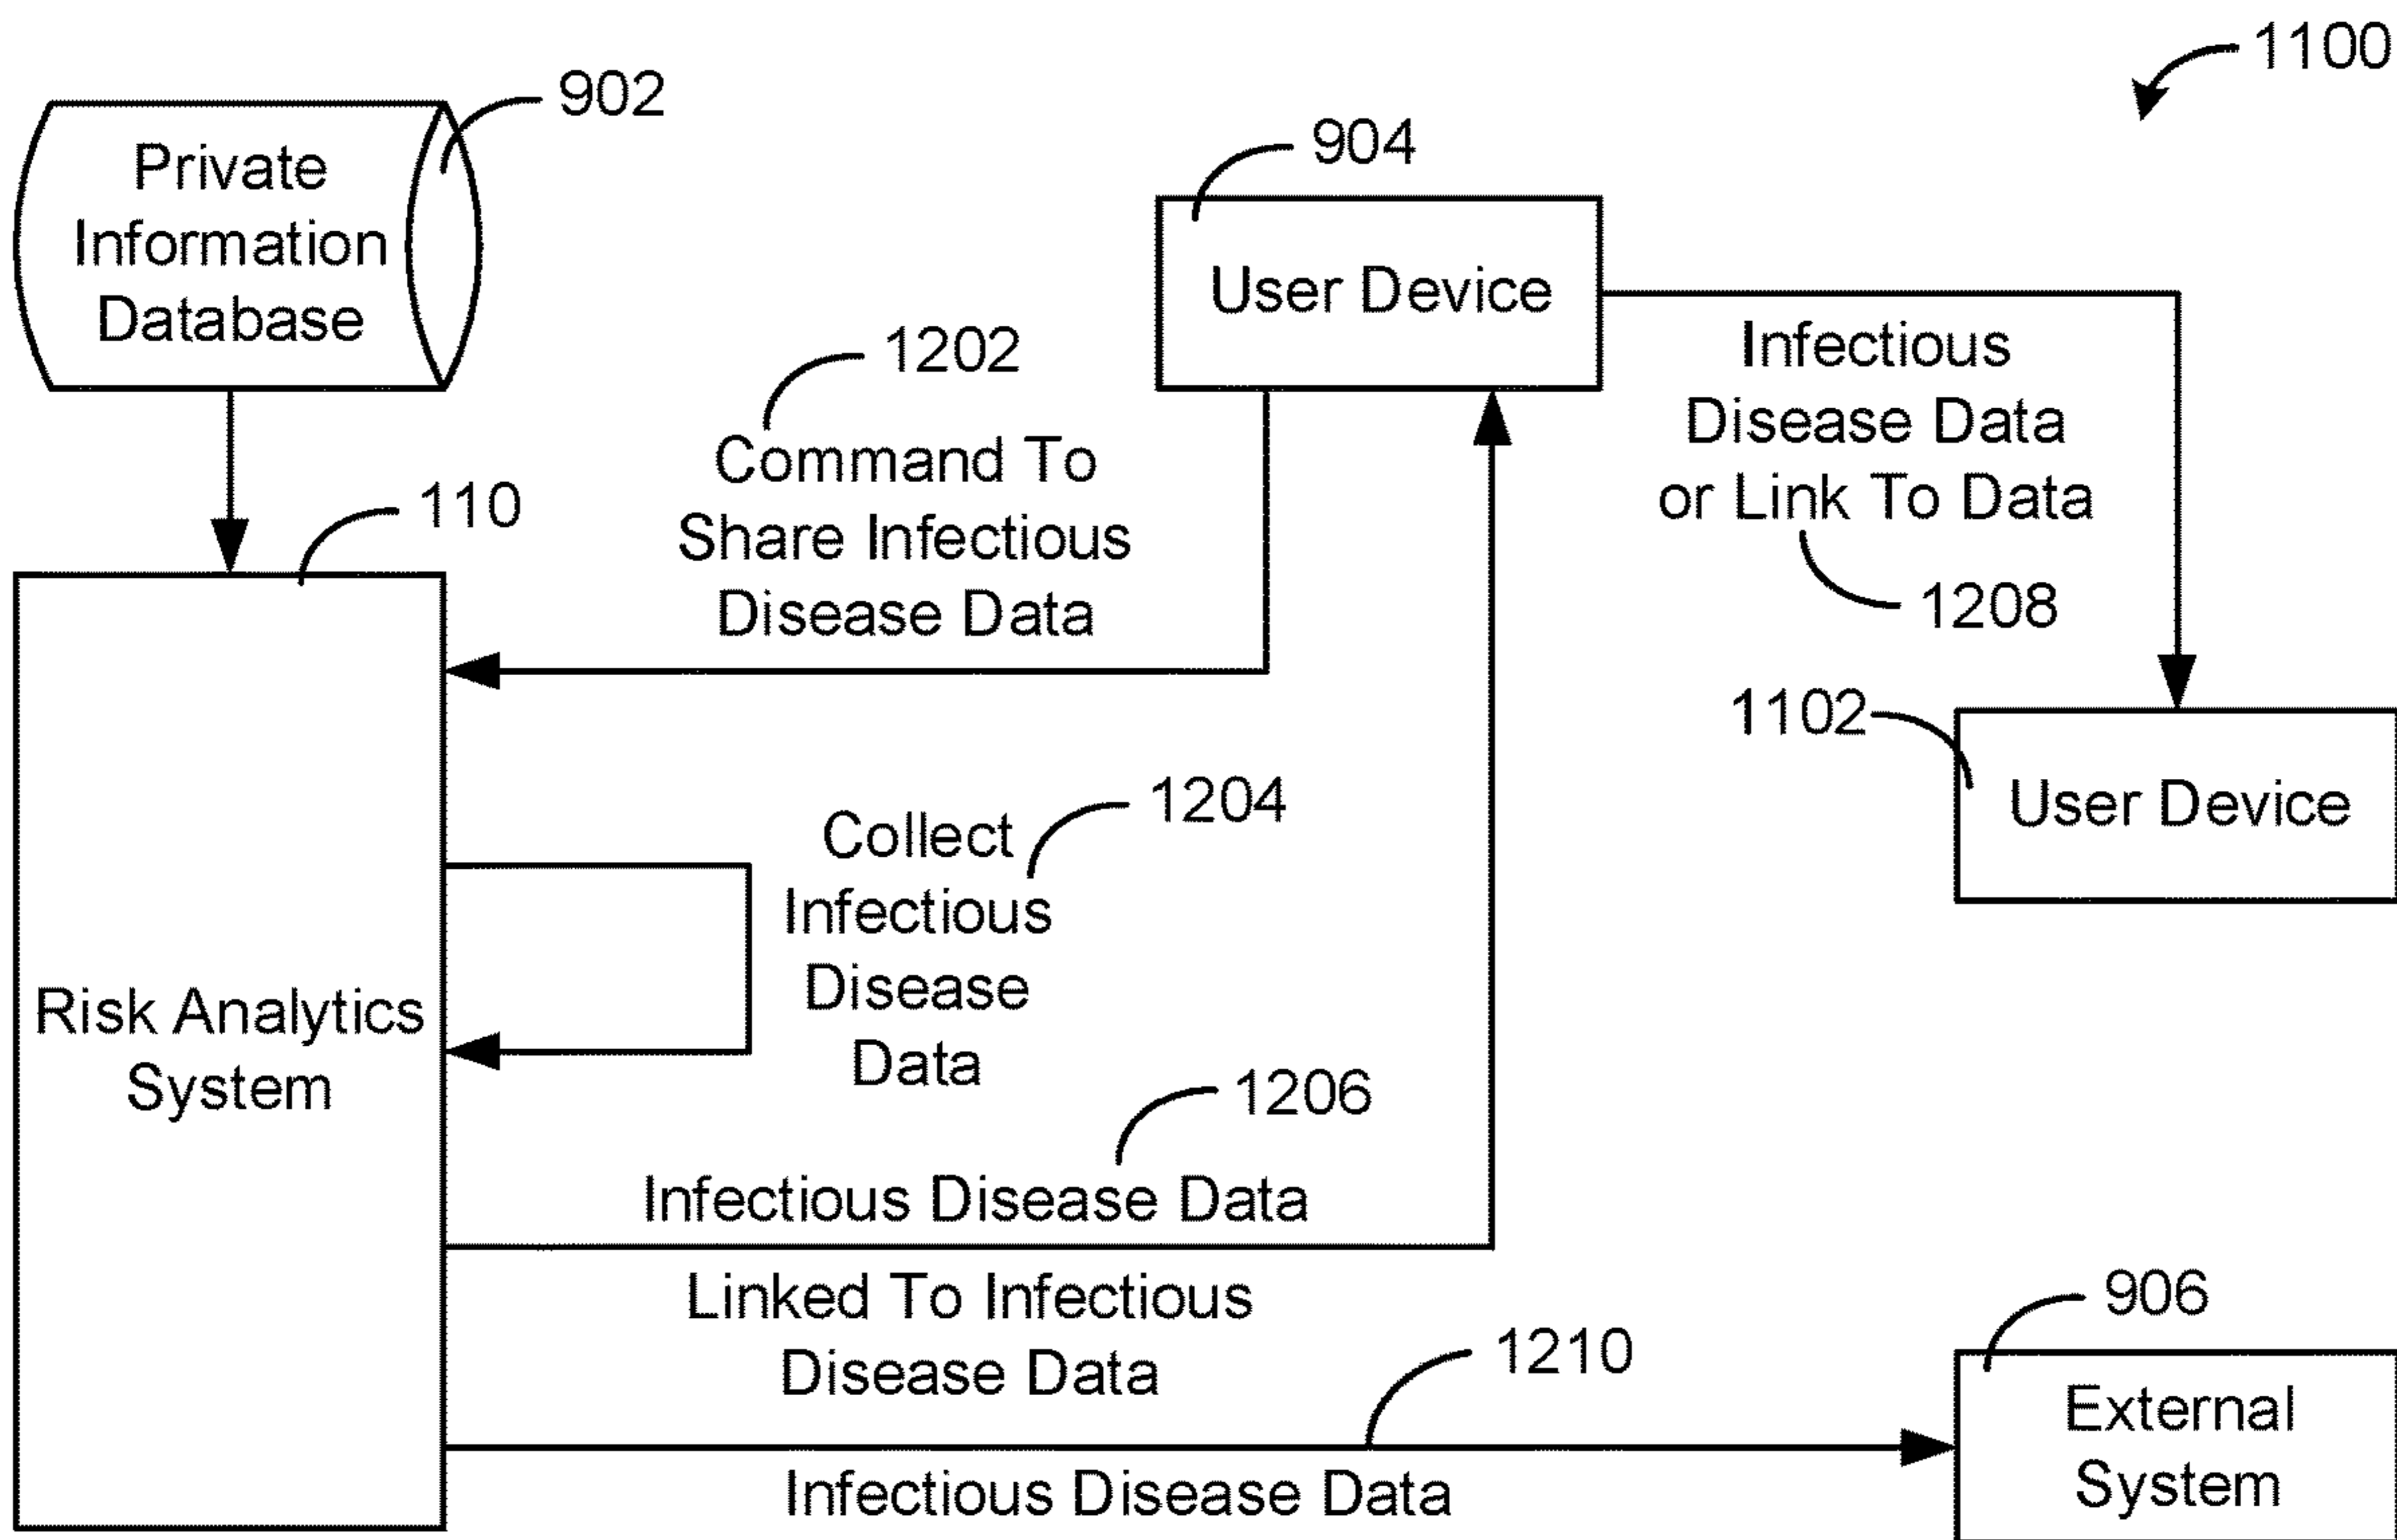 1100
902
Private
Information
Database
904
User Device
1202
Command To
Share Infectious
Disease Data
Infectious
Disease Data
or Link To Data
1208
110
Risk Analytics
System
1102
User Device
1204
Collect
Infectious
Disease
Data
1206
Infectious Disease Data
Linked To Infectious
Disease Data
1210
Infectious Disease Data
906
External
System